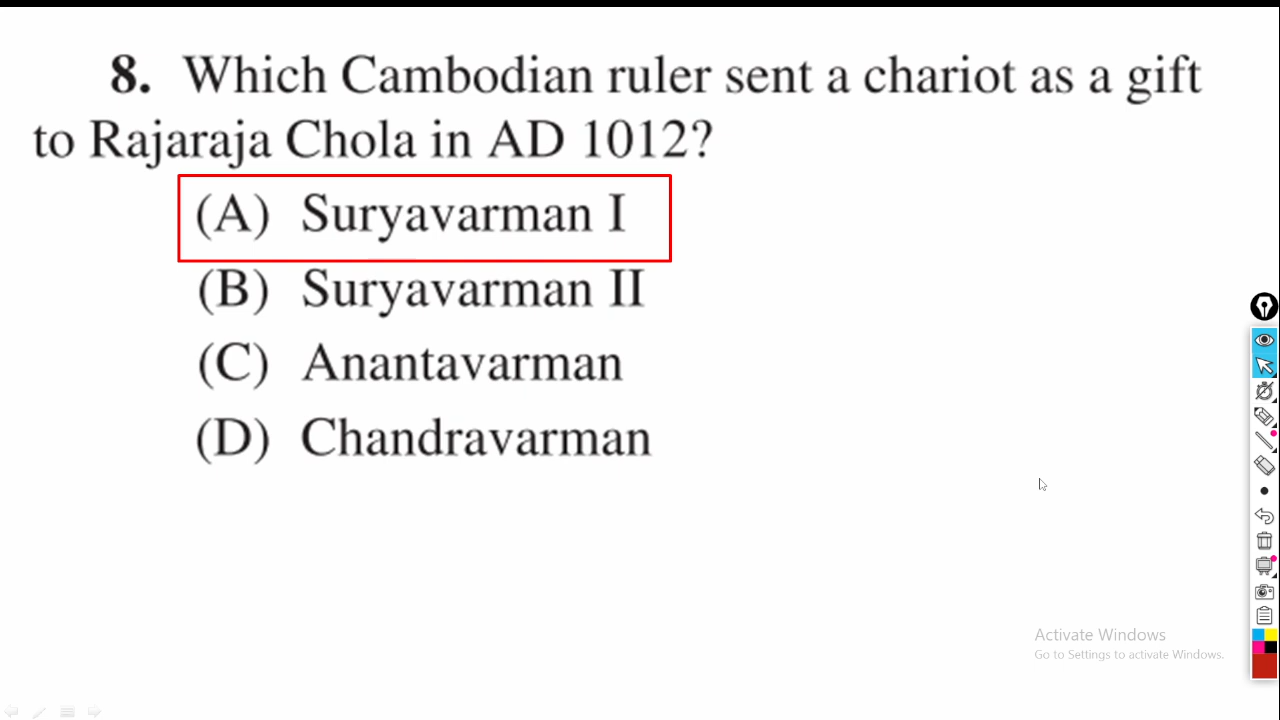 8. Which Cambodian ruler sent a chariot as a gift
to Rajaraja Chola in AD 1012?
(A) Suryavarman I
(B) Suryavarman II
(C) Anantavarman
(D) Chandravarman
Activate Windows
Go to Settings to activate Windows.